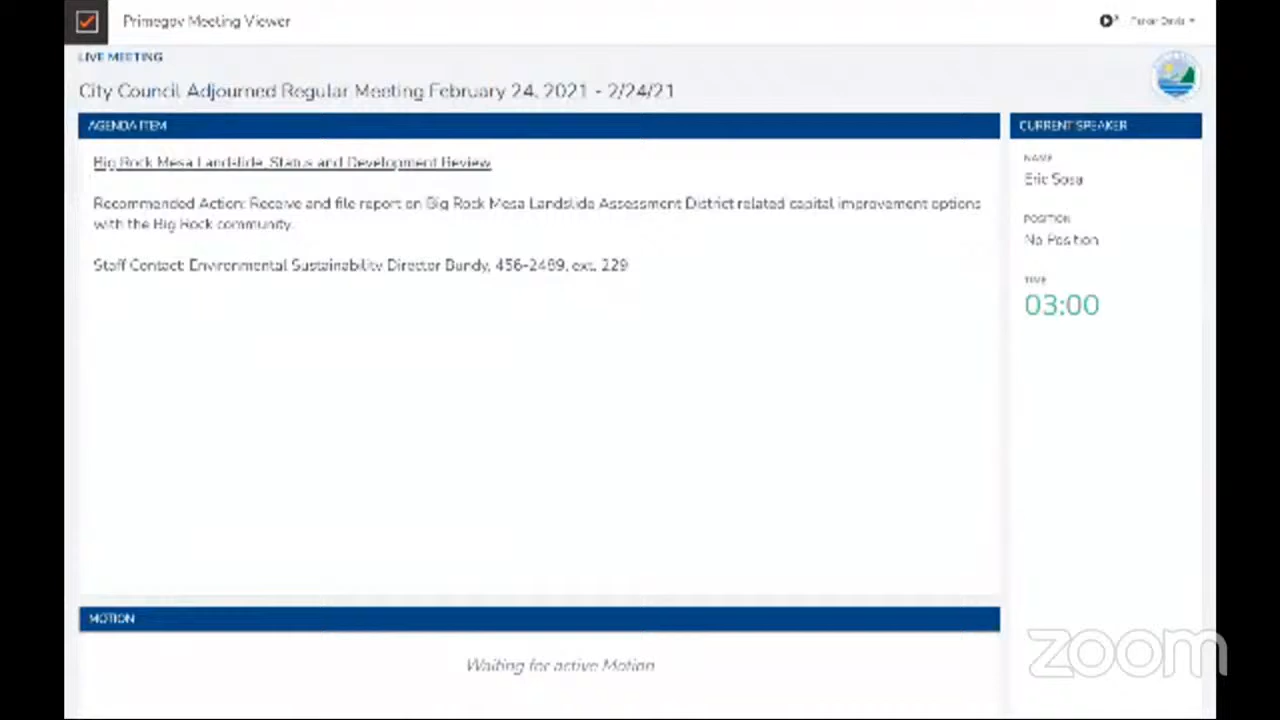 Primegov Meeting Viewer
LIVE MEETING
City Council Adjourned Regular Meeting February 24, 2021 - 2/24/21
AGENDA ITEM
Big Rock Mesa Landslide, Status and Development Review
Recommended Action: Receive and file report on Big Rock Mesa Landslide Assessment District related capital improvement options
with the Big Rock community.
Staff Contact: Environmental Sustainability Director Bundy, 456-2489, ext. 229
MOTION
Waiting for active Motion
CURRENT SPEAKER
NAME
Eric Sosa
POSITION
No Position
TIME
03:00
zoom